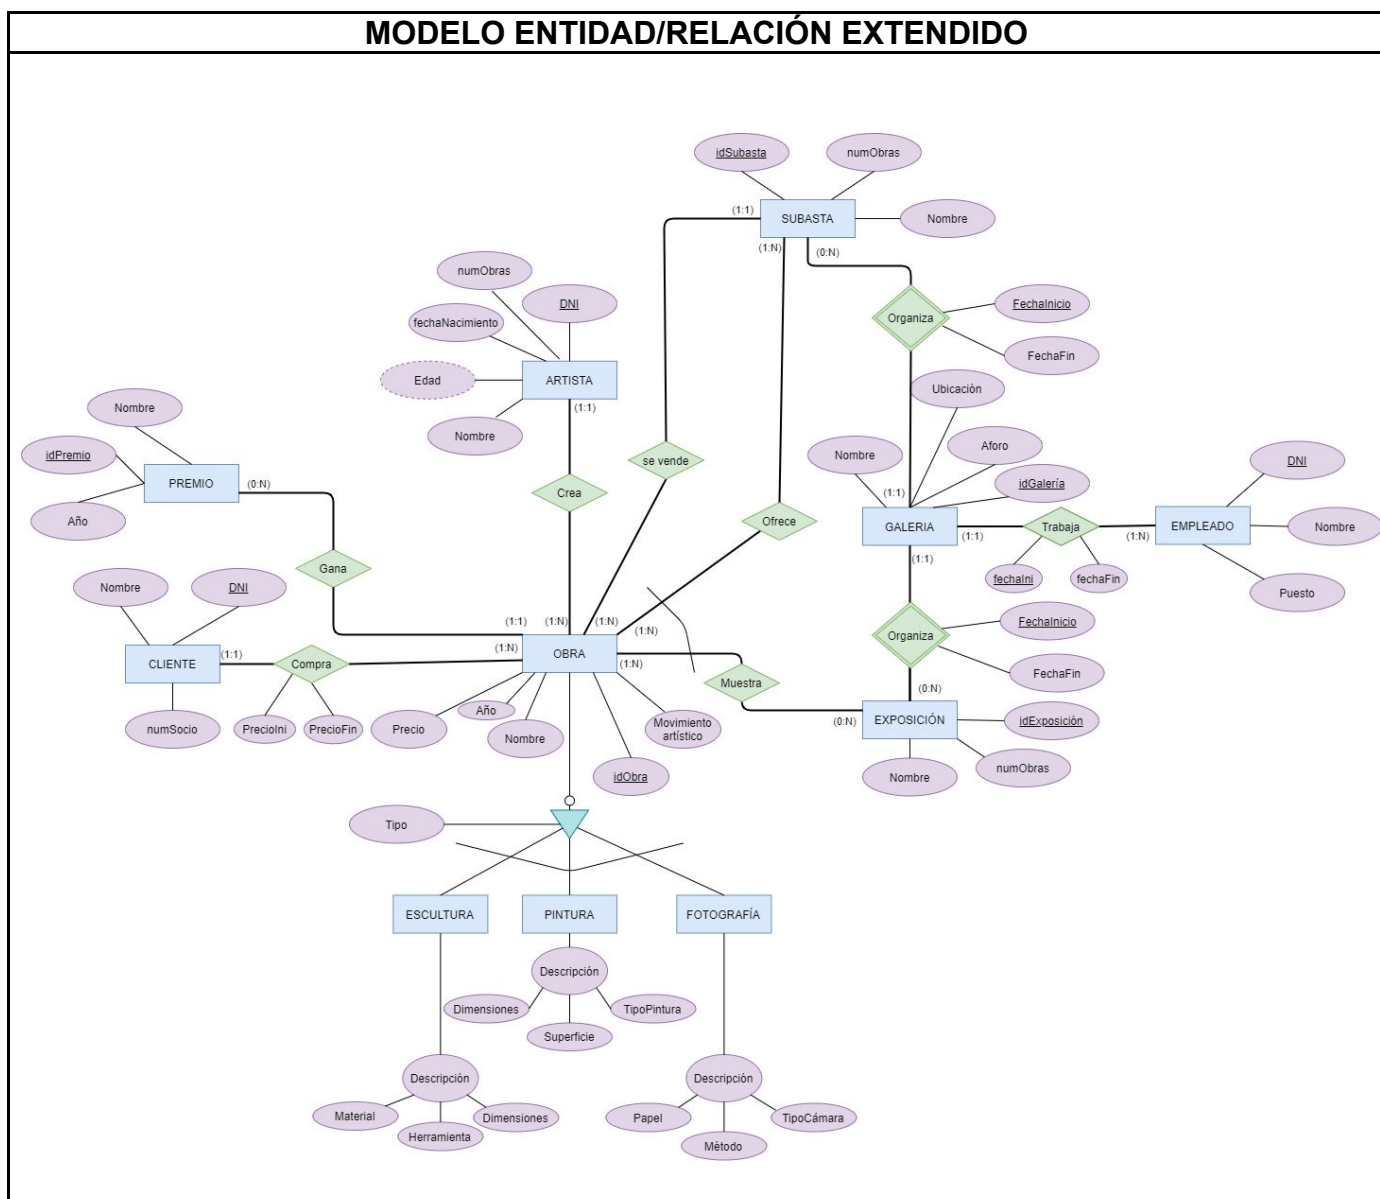 MODELO ENTIDAD/RELACIÓN EXTENDIDO
idSubasta
numObras
(1:1)
SUBASTA
Nombre
(1:N)
(0:N)
numObras
DNI
fechaNacimiento
Organiza
FechaInicio
FechaFin
Edad
ARTISTA
Ubicación
(1:1)
Nombre
Nombre
Aforo
Nombre
se vende
idPremio
idGalería
DNI
PREMIO
(0:N)
Crea
(1:1)
Año
Ofrece
GALERIA
(1:1)
Trabaja
(1:N)
EMPLEADO
Nombre
(1:1)
fechaIni
fechaFin
Gana
Puesto
Nombre
DNI
(1:1)
(1:N)
(1:N)
(1:N)
Organiza
FechaInicio
FechaFin
CLIENTE
(1:1)
Compra
(1:N)
OBRA
(1:N)
Muestra
(0:N)
(0:N)
EXPOSICIÓN
idExposición
numSocio
PrecioIni
PrecioFin
Precio
Año
Nombre
Movimiento
artístico
idObra
Nombre
numObras
Tipo
ESCULTURA
PINTURA
FOTOGRAFÍA
Descripción
Dimensiones
TipoPintura
Superficie
Descripción
Material
Dimensiones
Herramienta
Descripción
Papel
TipoCámara
Método